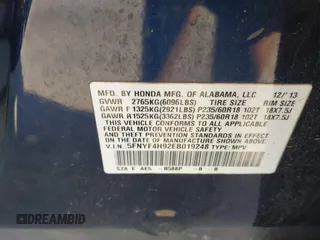 MFD. BY HONDA MFG. OF ALABAMA, LLC 12/13
GVWR 2765KG(6096LBS) TIRE SIZE RIM SIZE
GAWR F 1325KG(2921LBS) P235/60R18 102T 18X7.5J
GAWR R 1525KG(3362LBS) P235/60R18 102T 18X7.5J
THIS VEHICLE CONFORMS TO ALL APPLICABLE FEDERAL MOTOR
VEHICLE SAFETY AND THEFT PREVENTION STANDARDS IN EFFECT
ON THE DATE OF MANUFACTURE SHOWN ABOVE.
V.I.N: 5FNYF4H92EB019248 TYPE: MPV
SZA E AE5 B588P
DREAMBID